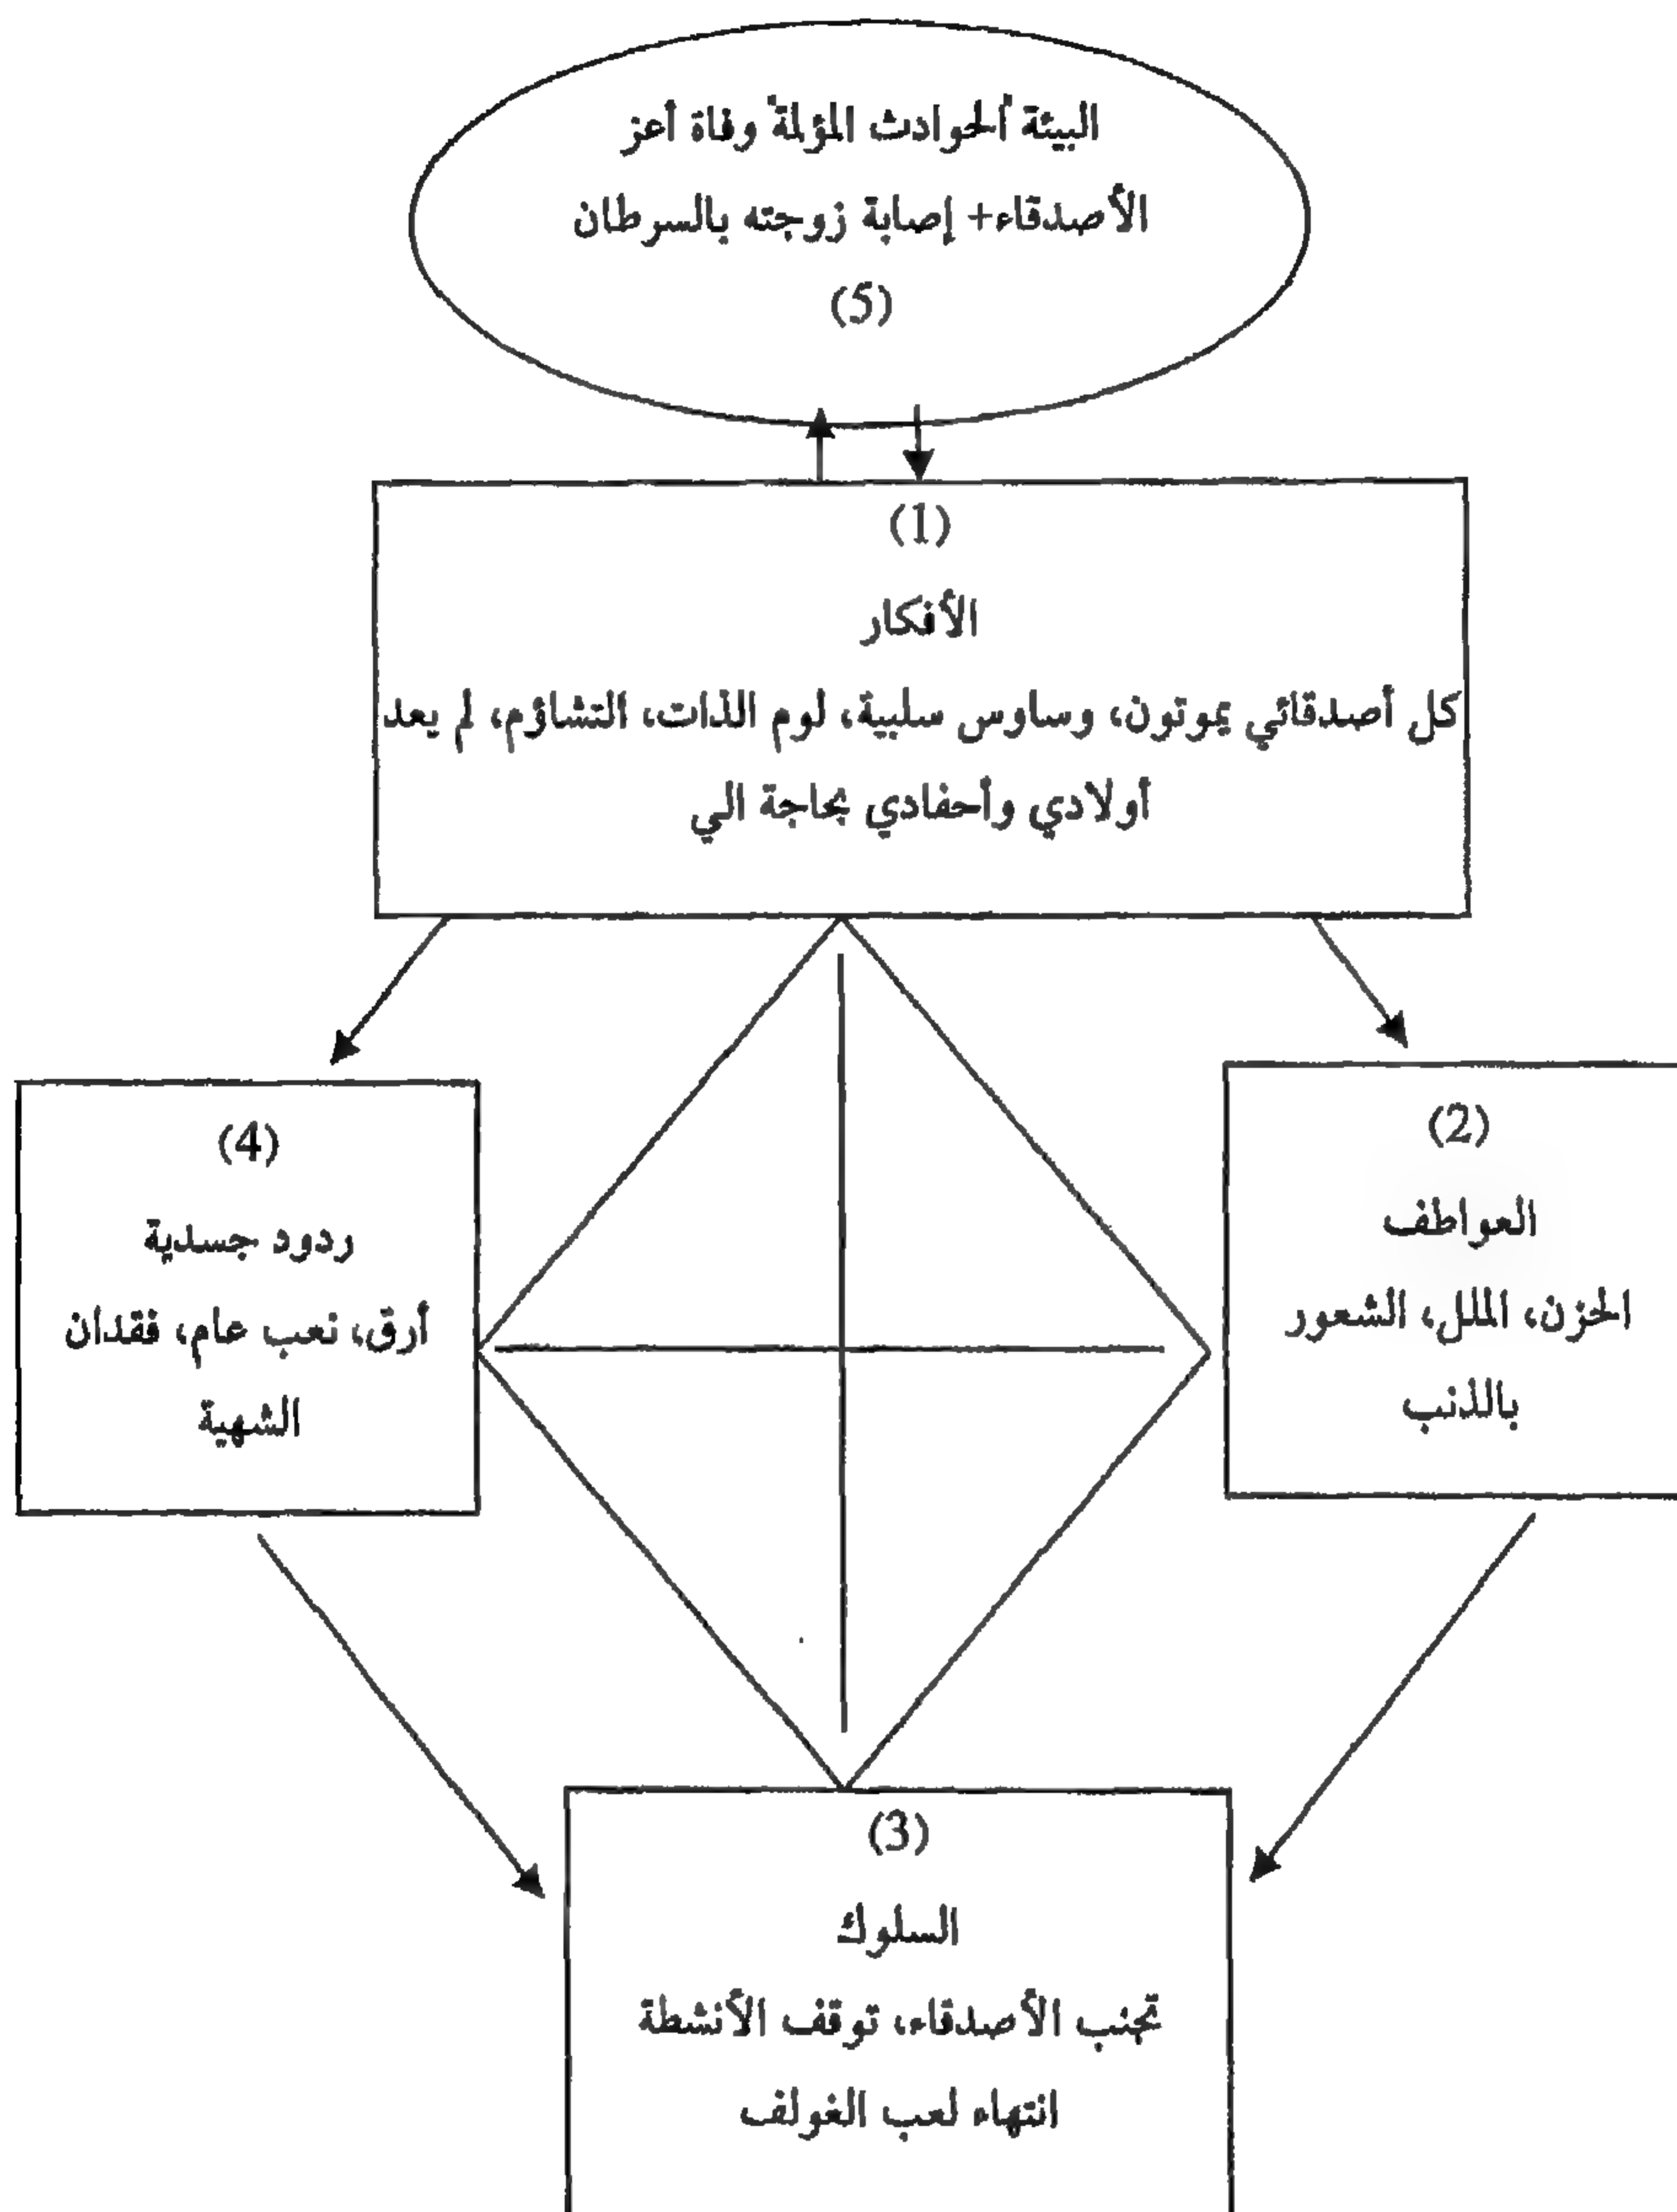 البيئة "الحوادث المؤلمة" وفاة أعز
الأصدقاء+ إصابة زوجته بالسرطان
(5)
(1)
الأفكار
كل أصدقائي يموتون، وساوس سلبية، لوم الذات، التشاؤم، لم يعد
أولادي وأحفادي بحاجة الي
(2)
العواطف
الحزن، الملل، الشعور
بالذنب
(4)
ردود جسدية
أرق، تعب عام، فقدان
الشهية
(3)
السلوك
تجنب الأصدقاء، توقف الأنشطة
انتهاء لعب الغولف